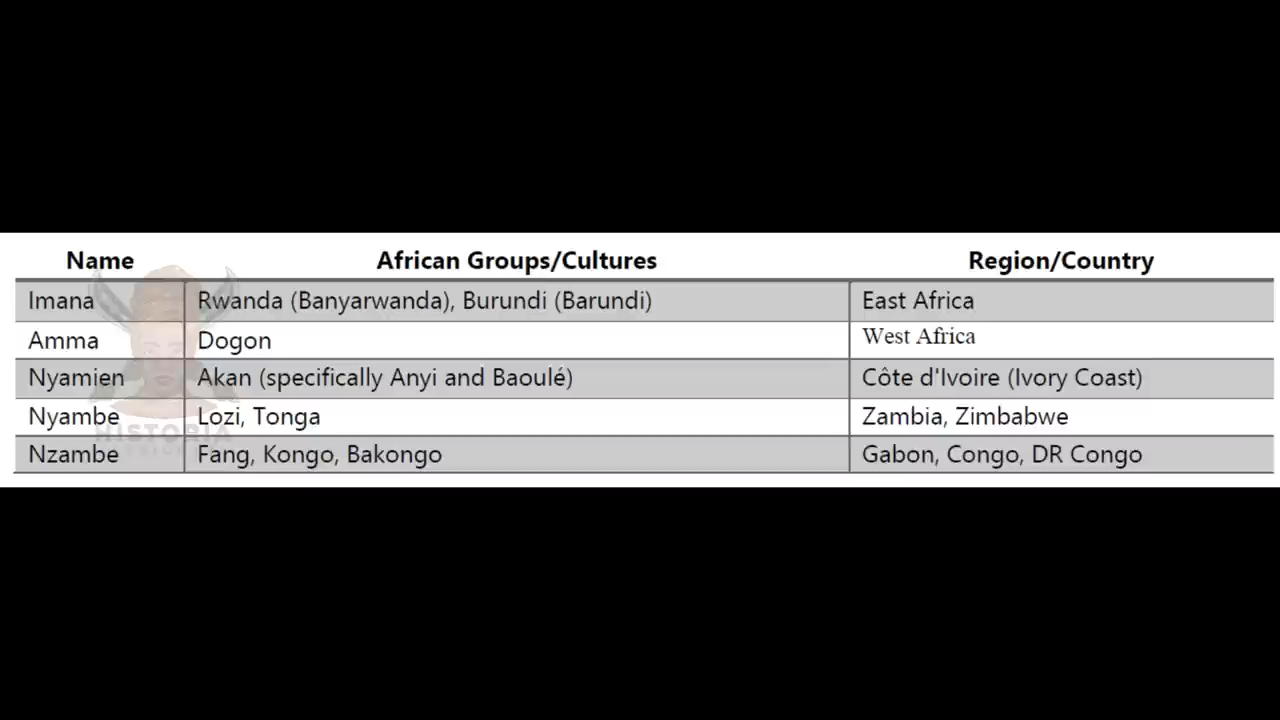 Name African Groups/Cultures Region/Country
Imana Rwanda (Banyarwanda), Burundi (Barundi) East Africa
Amma Dogon West Africa
Nyamien Akan (specifically Anyi and Baoulé) Côte d'Ivoire (Ivory Coast)
Nyambe Lozi, Tonga Zambia, Zimbabwe
HISTORIA
Nzambe Fang, Kongo, Bakongo Gabon, Congo, DR Congo